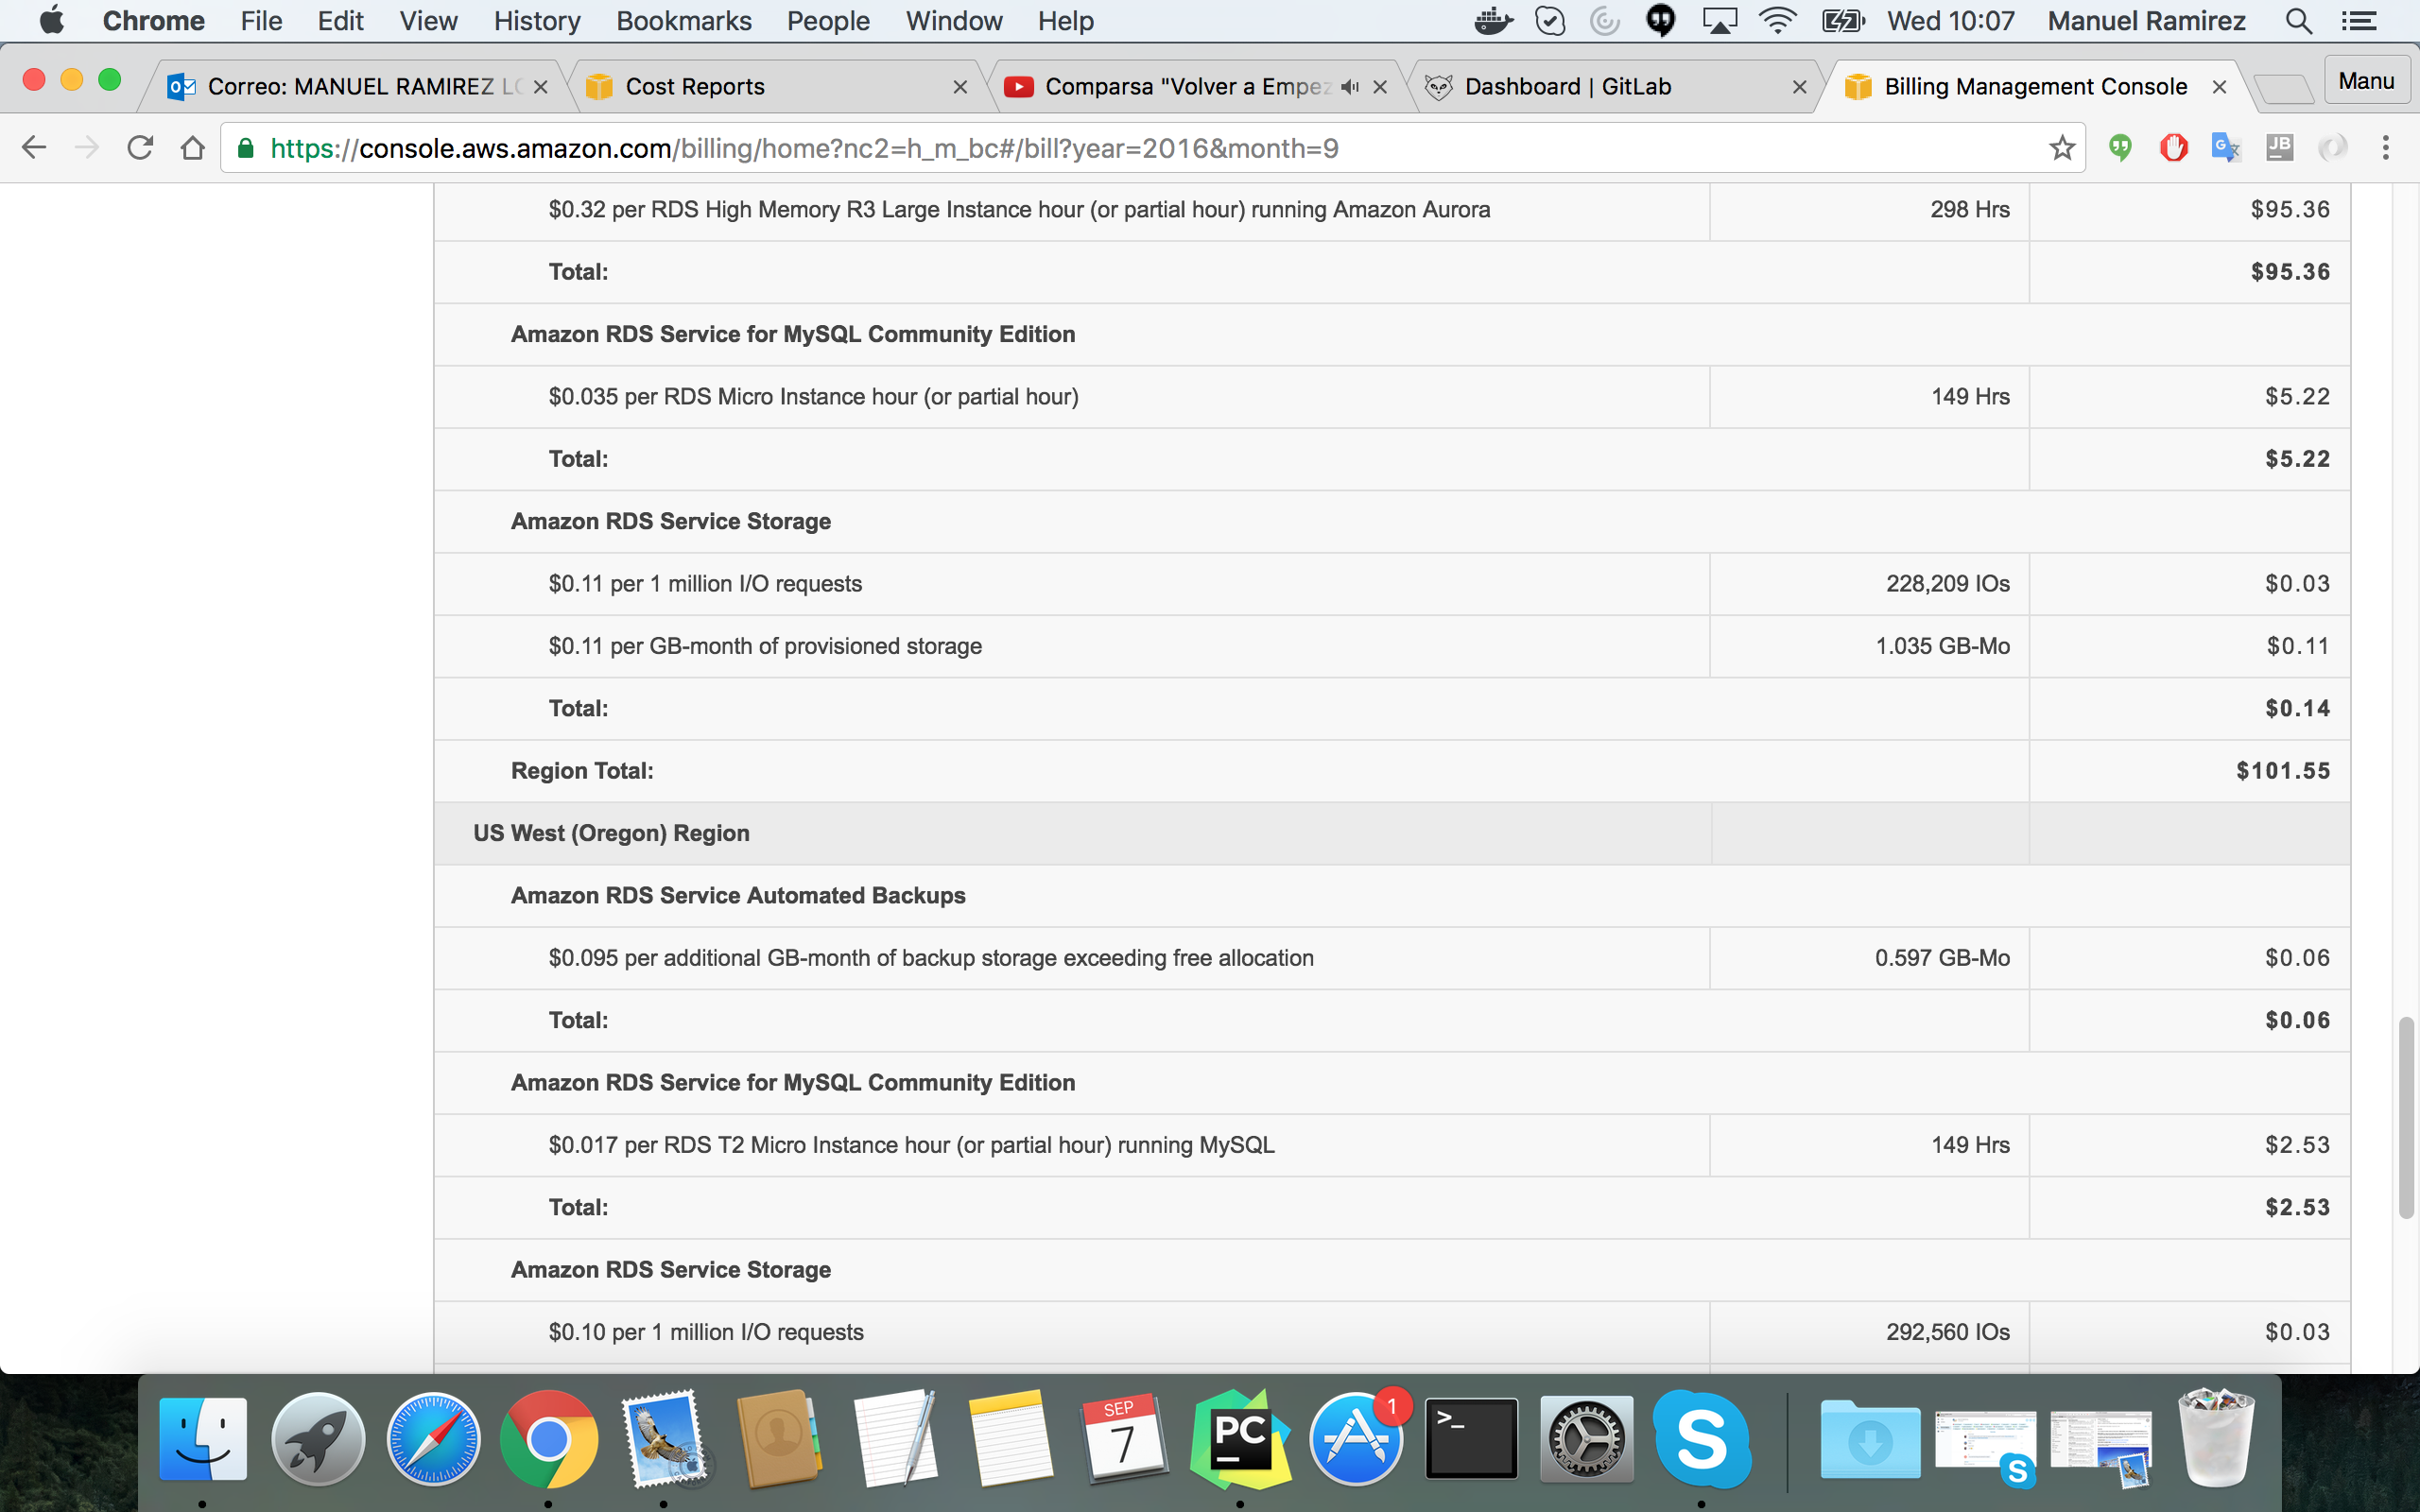 Chrome File Edit View History Bookmarks People Window Help Wed 10:07 Manuel Ramirez
Correo: MANUEL RAMIREZ LO Cost Reports Comparsa "Volver a Empez Dashboard | GitLab Billing Management Console Manu
https://console.aws.amazon.com/billing/home?nc2=h_m_bc#/bill?year=2016&month=9
$0.32 per RDS High Memory R3 Large Instance hour (or partial hour) running Amazon Aurora 298 Hrs $95.36
Total: $95.36
Amazon RDS Service for MySQL Community Edition
$0.035 per RDS Micro Instance hour (or partial hour) 149 Hrs $5.22
Total: $5.22
Amazon RDS Service Storage
$0.11 per 1 million I/O requests 228,209 IOs $0.03
$0.11 per GB-month of provisioned storage 1.035 GB-Mo $0.11
Total: $0.14
Region Total: $101.55
US West (Oregon) Region
Amazon RDS Service Automated Backups
$0.095 per additional GB-month of backup storage exceeding free allocation 0.597 GB-Mo $0.06
Total: $0.06
Amazon RDS Service for MySQL Community Edition
$0.017 per RDS T2 Micro Instance hour (or partial hour) running MySQL 149 Hrs $2.53
Total: $2.53
Amazon RDS Service Storage
$0.10 per 1 million I/O requests 292,560 IOs $0.03
SEP
7
PC
1
>_
S
S